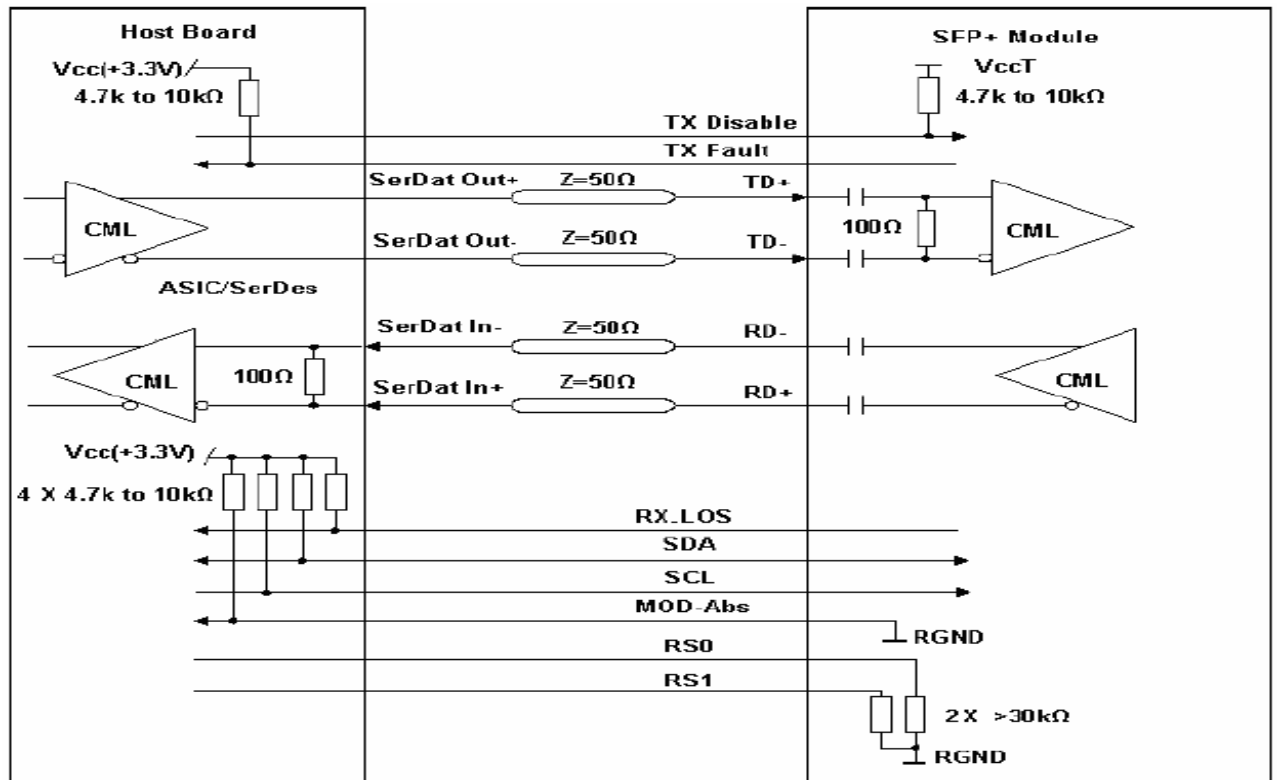 Host Board
SFP+ Module
Vcc(+3.3V)
4.7k to 10kΩ
VccT
4.7k to 10kΩ
TX Disable
TX Fault
SerDat Out+
Z=50Ω
TD+
CML
100Ω
CML
SerDat Out-
Z=50Ω
TD-
ASIC/SerDes
SerDat In-
Z=50Ω
RD-
CML
100Ω
SerDat In+
Z=50Ω
RD+
CML
Vcc(+3.3V)
4 X 4.7k to 10kΩ
RX_LOS
SDA
SCL
MOD-Abs
RGND
RS0
RS1
2X >30kΩ
RGND